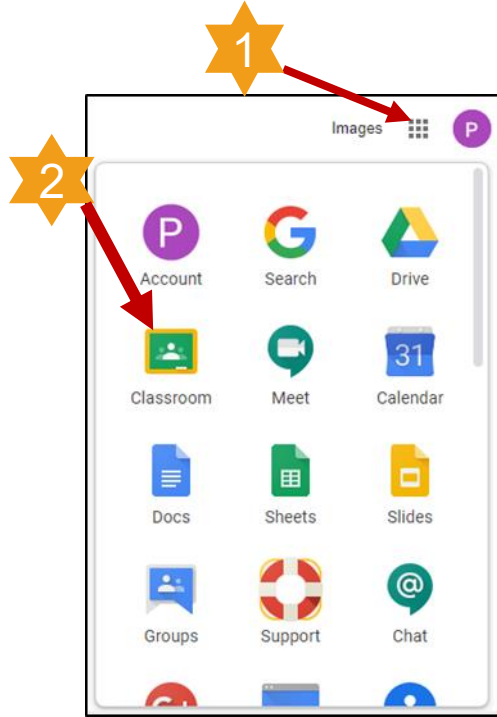 1
Images
P
2
P
Account Search Drive
Classroom Meet Calendar
31
Docs Sheets Slides
@
Groups Support Chat
G+